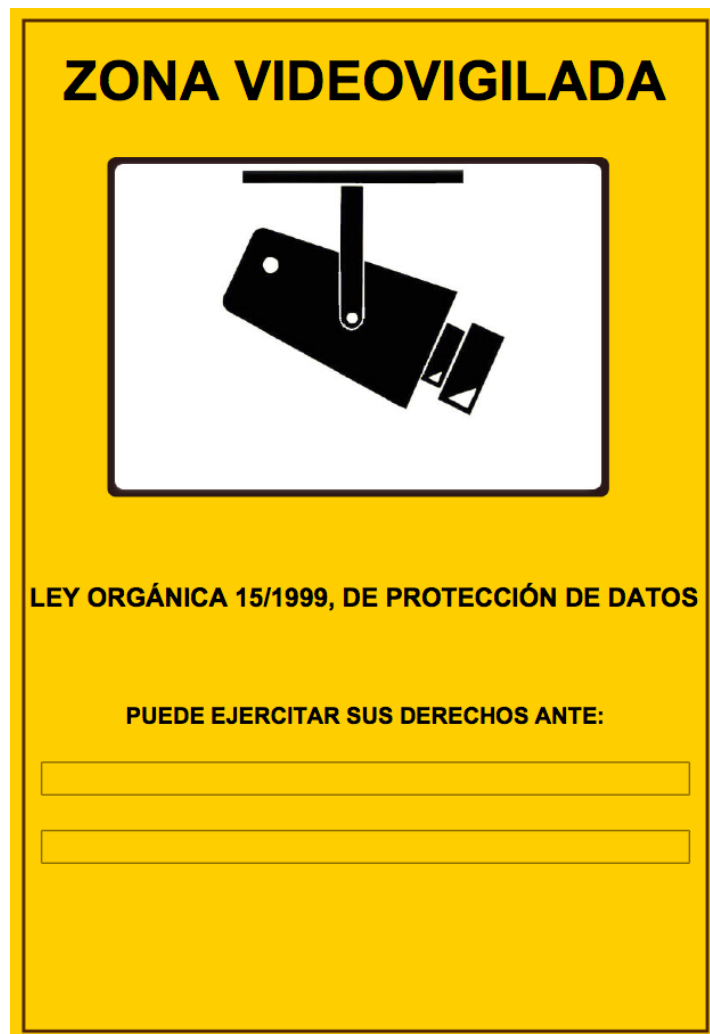 ZONA VIDEOVIGILADA
LEY ORGÁNICA 15/1999, DE PROTECCIÓN DE DATOS
PUEDE EJERCITAR SUS DERECHOS ANTE: